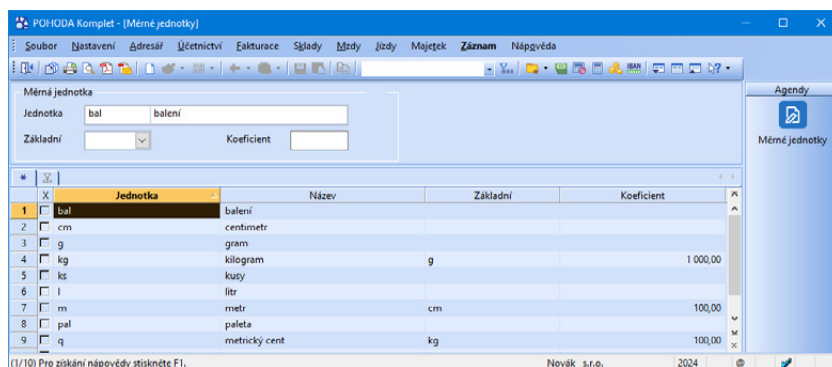 POHODA Komplet - [Měrné jednotky]
Soubor Nastavení Adresář Účetnictví Fakturace Sklady Mzdy Jízdy Majetek Záznam Nápověda
IBAN
Měrná jednotka
Jednotka bal balení
Základní Koeficient
Agendy
Měrné jednotky
X Jednotka Název Základní Koeficient
1 bal balení
2 cm centimetr
3 g gram
4 kg kilogram g 1 000,00
5 ks kusy
6 l litr
7 m metr cm 100,00
8 pal paleta
9 q metrický cent kg 100,00
(1/10) Pro získání nápovědy stiskněte F1. Novák s.r.o. 2024 @